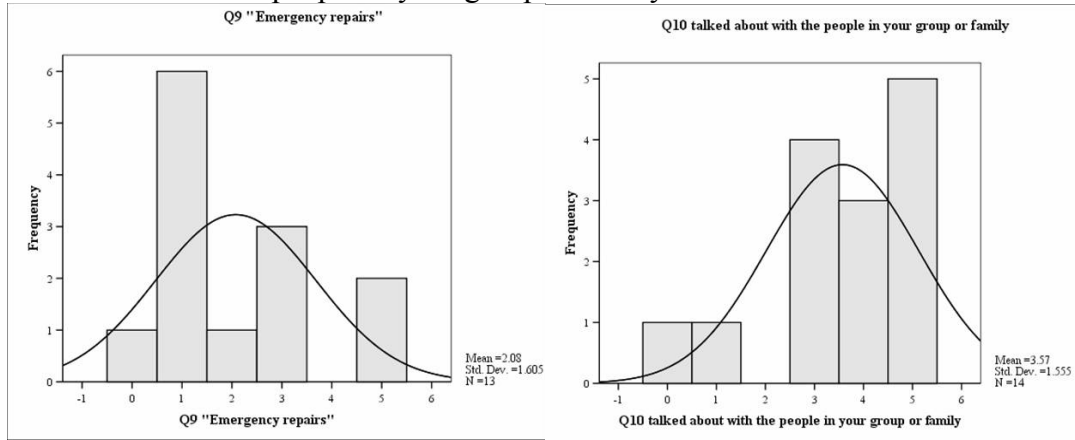 Q9 "Emergency repairs"
Frequency
6
5
4
3
2
1
0
-1 0 1 2 3 4 5 6
Q9 "Emergency repairs"
Mean =2.08
Std. Dev. =1.605
N =13
Q10 talked about with the people in your group or family
Frequency
5
4
3
2
1
0
-1 0 1 2 3 4 5 6
Q10 talked about with the people in your group or family
Mean =3.57
Std. Dev. =1.555
N =14